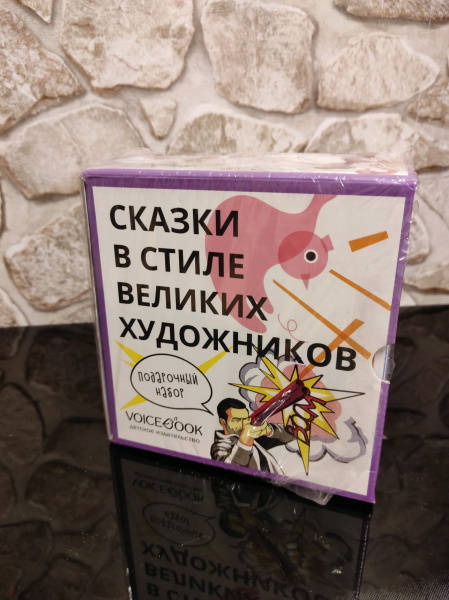 СКАЗКИ
В СТИЛЕ
ВЕЛИКИХ
ХУДОЖНИКОВ
ПОДАРОЧНЫЙ
НАБОР
VOICEBOOK
ДЕТСКОЕ ИЗДАТЕЛЬСТВО